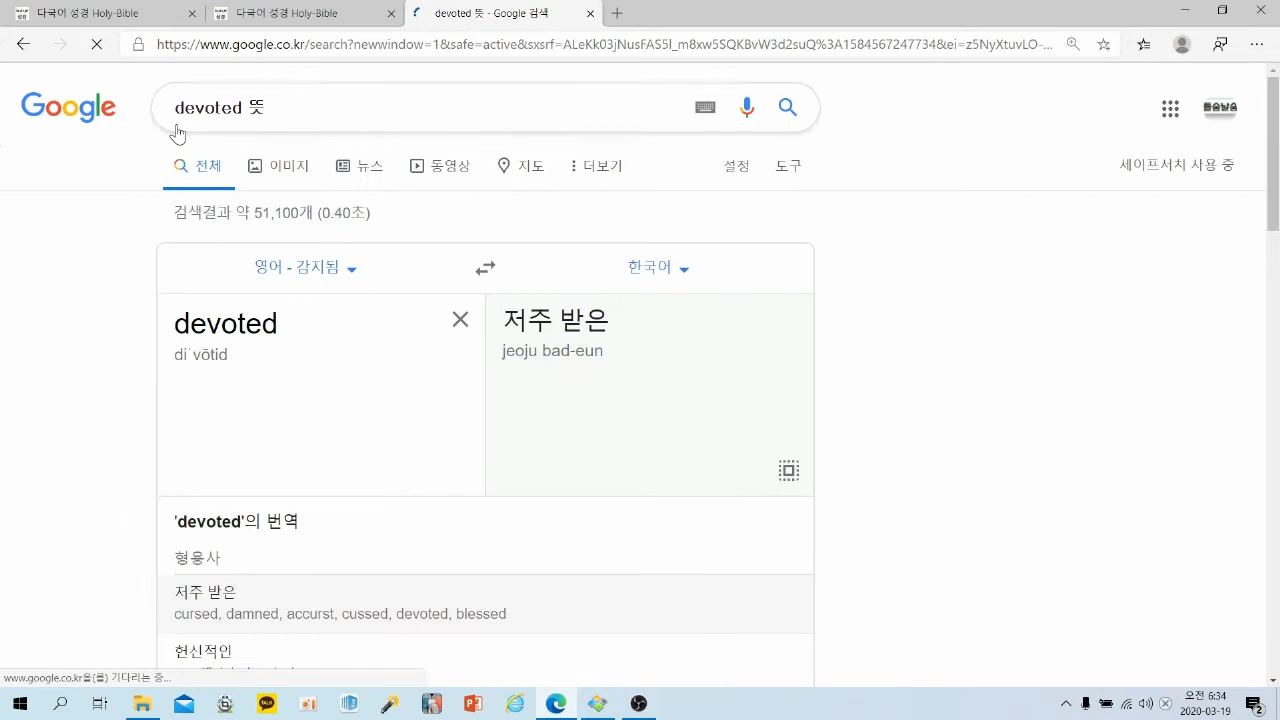 다국어 성경 Holy-Bible
다국어 성경 Holy-Bible
devoted 뜻 - Google 검색
https://www.google.co.kr/search?newwindow=1&safe=active&sxsrf=ALeKk03jNusFAS5l_m8xw5SQKBvW3d2suQ%3A1584567247734&ei=z5NyXtuvLO-...
Google
devoted 뜻
전체
이미지
뉴스
동영상
지도
더보기
설정
도구
세이프서치 사용 중
검색결과 약 51,100개 (0.40초)
영어 - 감지됨
한국어
devoted
diˈvōtid
저주 받은
jeoju bad-eun
'devoted'의 번역
형용사
저주 받은
cursed, damned, accurst, cussed, devoted, blessed
헌신적인
www.google.co.kr을(를) 기다리는 중...
TALK
오전 6:34
2020-03-19
2